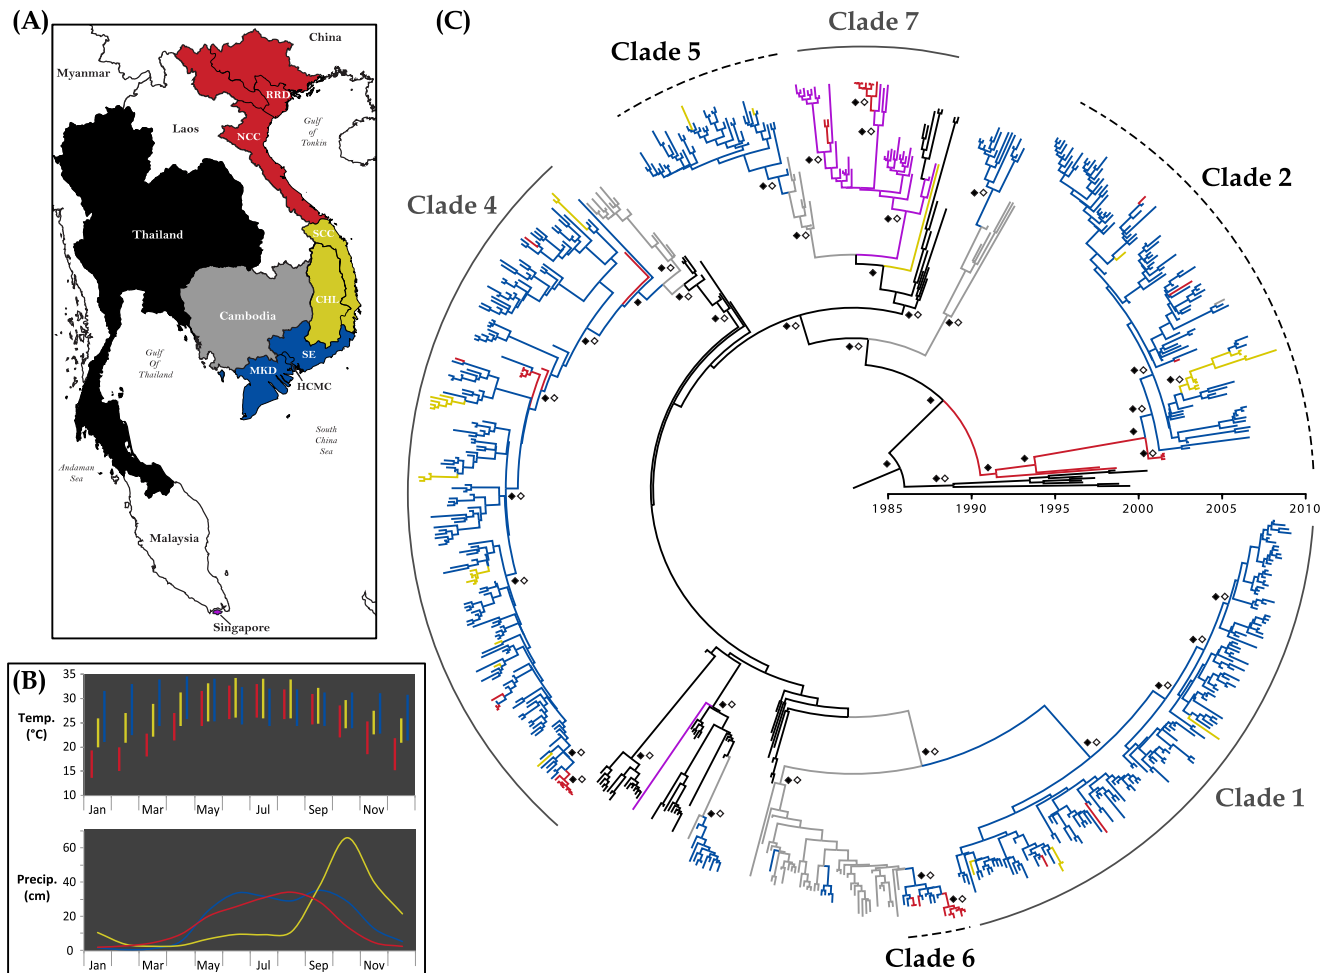 (A)
China
Myanmar
RRD
Laos
NCC
Gulf
of
Tonkin
Thailand
SCC
CHL
Cambodia
SE
MKD
HCMC
Gulf
Of
Thailand
South
China
Sea
Andaman
Sea
Malaysia
Singapore
(B)
35
30
25
20
15
10
Temp.
(°C)
Jan
Mar
May
Jul
Sep
Nov
60
40
20
0
Precip.
(cm)
Jan
Mar
May
Jul
Sep
Nov
(C)
Clade 7
Clade 5
Clade 2
Clade 4
1985
1990
1995
2000
2005
2010
Clade 1
Clade 6